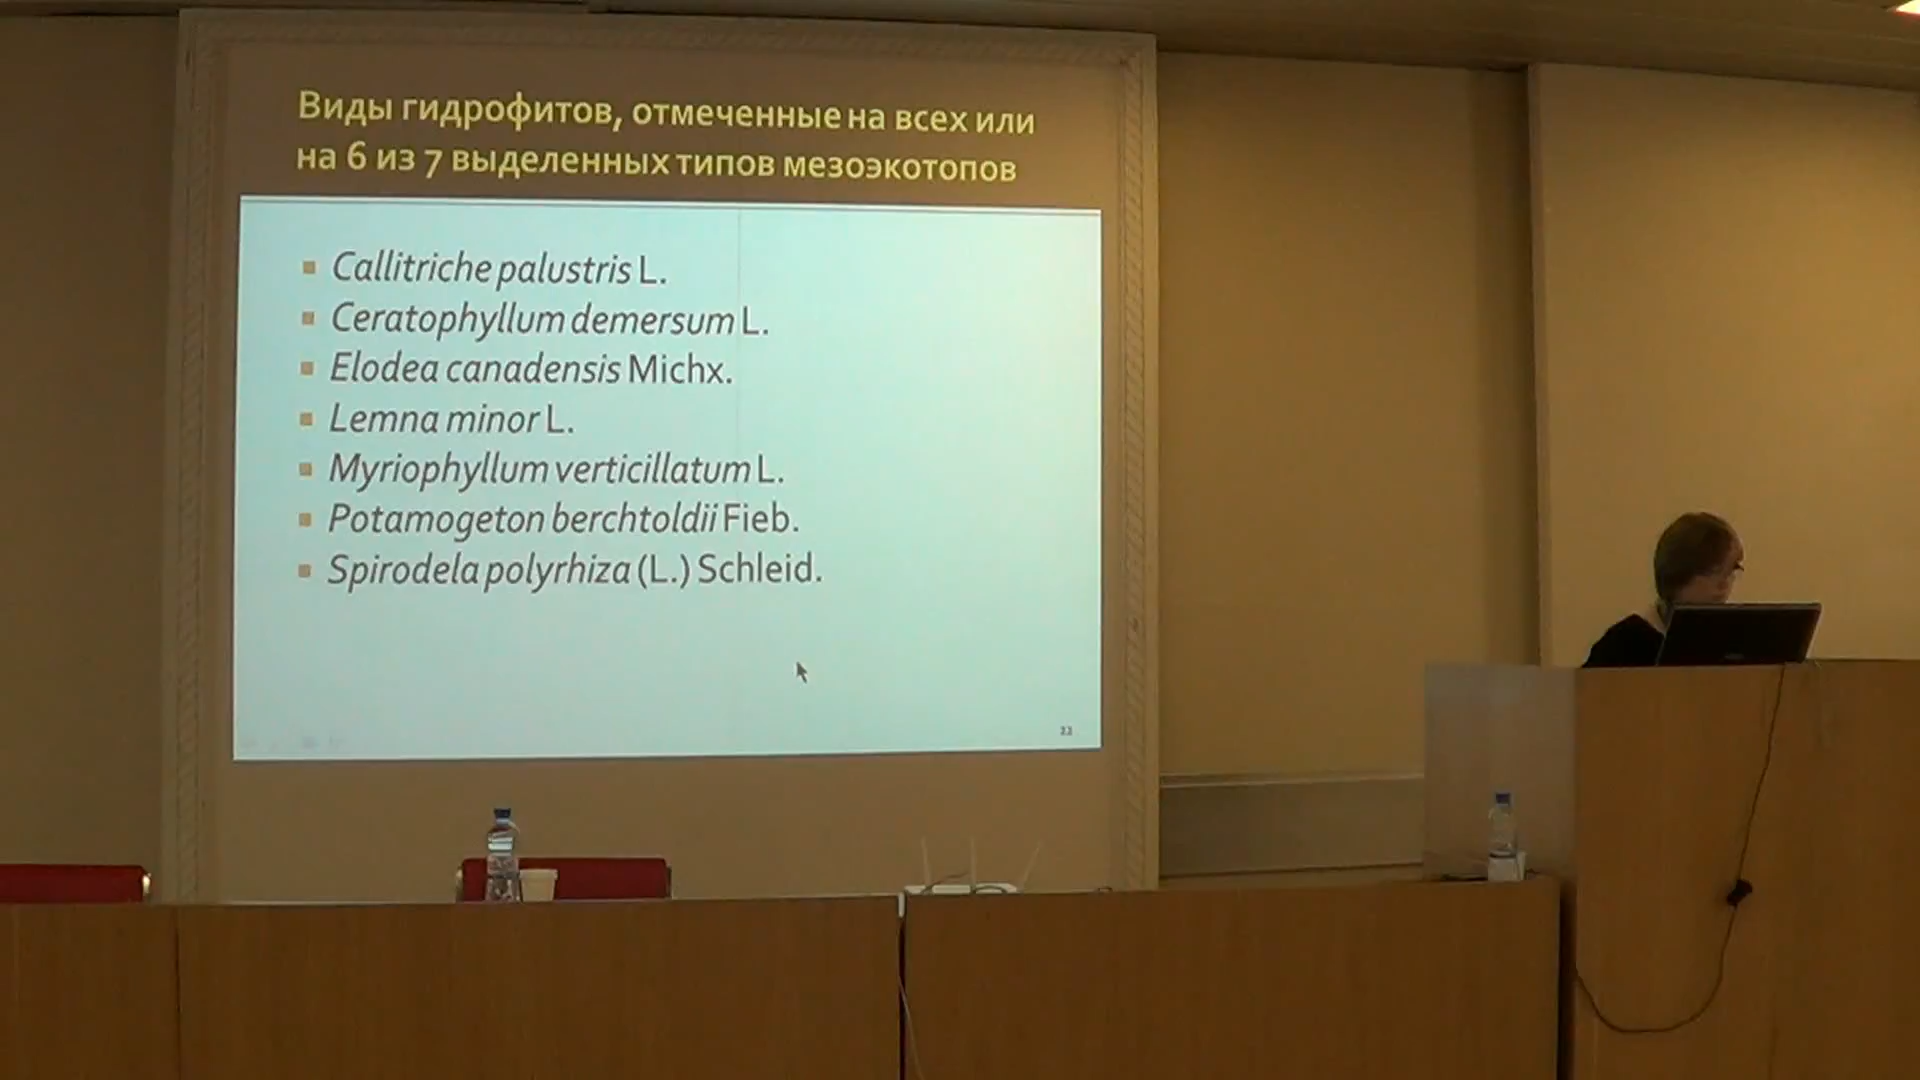 Виды гидрофитов, отмеченные на всех или
на 6 из 7 выделенных типов мезоэкотопов
Callitriche palustris L.
Ceratophyllum demersum L.
Elodea canadensis Michx.
Lemna minor L.
Myriophyllum verticillatum L.
Potamogeton berchtoldii Fieb.
Spirodela polyrhiza (L.) Schleid.